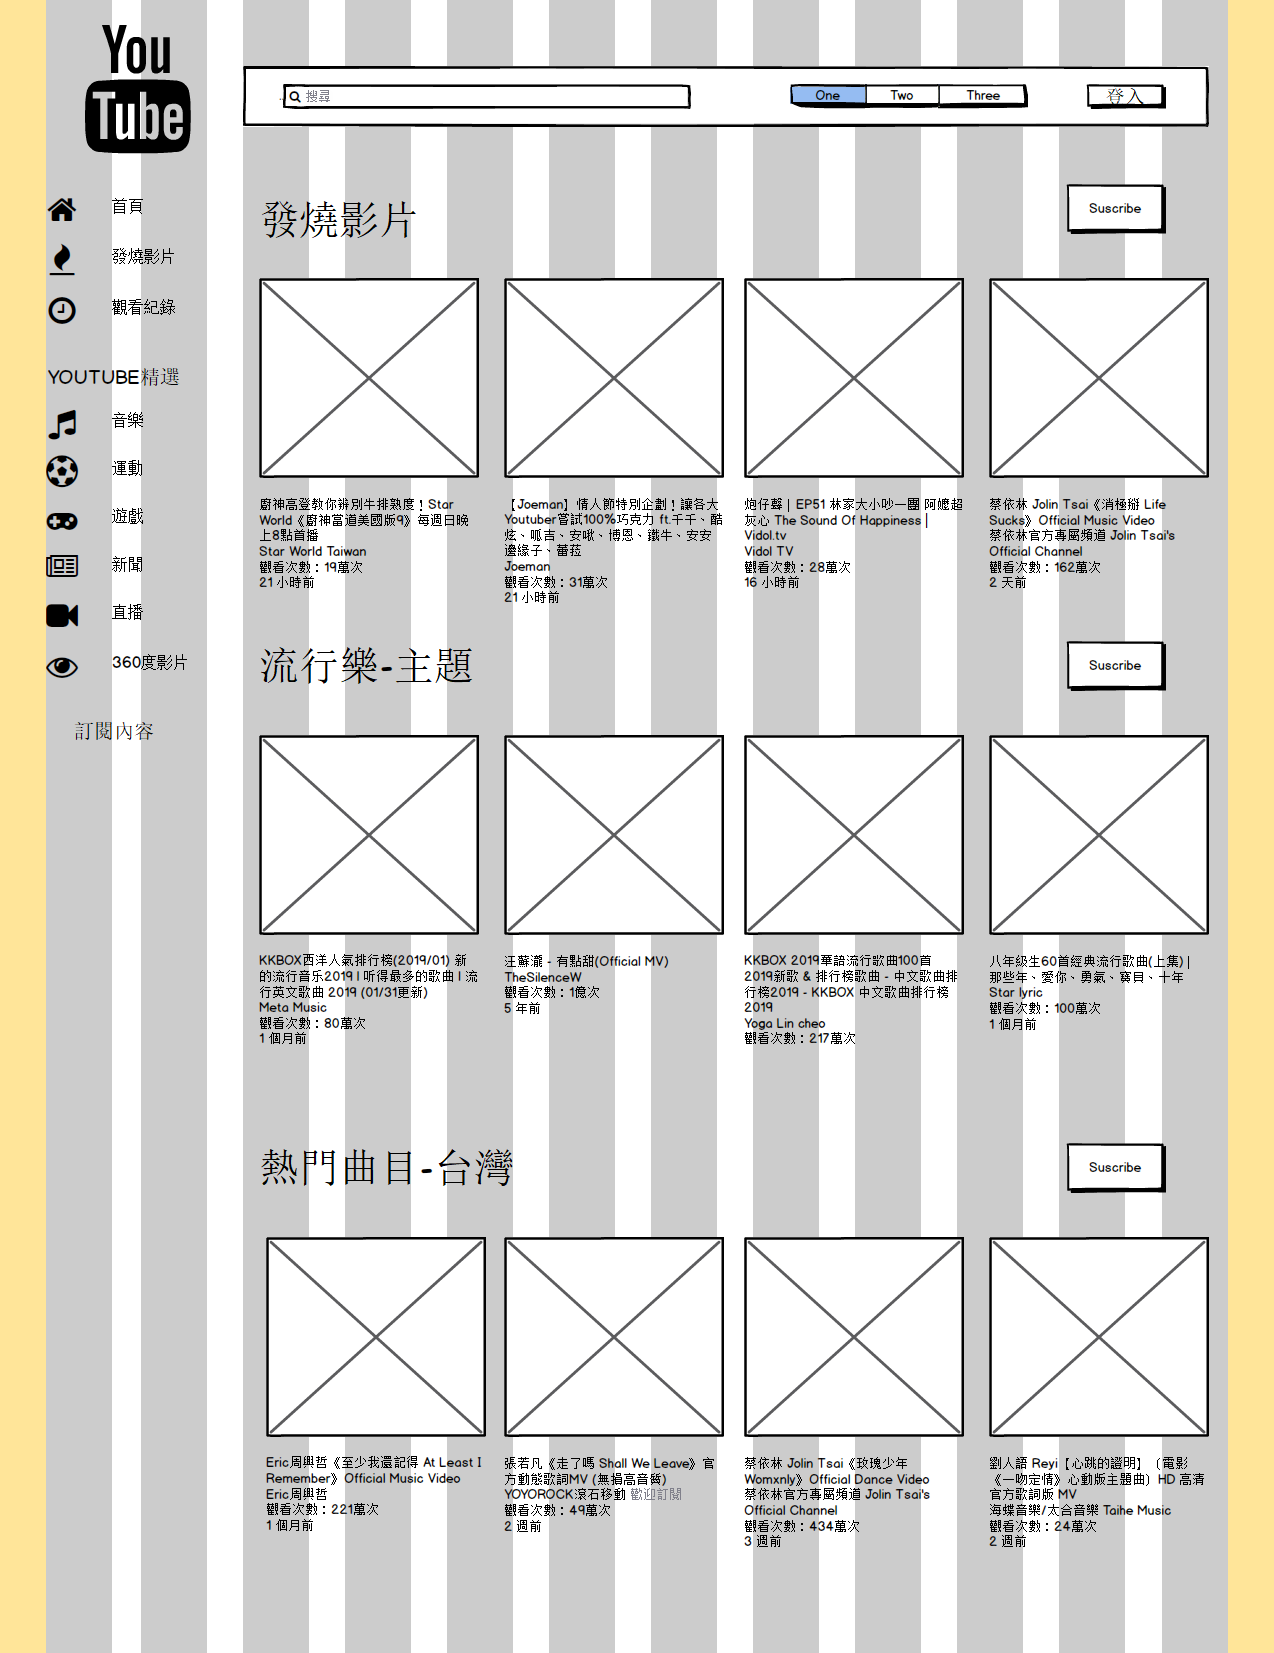 You
Tube
搜尋
One
Two
Three
登入
首頁
發燒影片
觀看紀錄
YOUTUBE精選
音樂
運動
遊戲
新聞
直播
360度影片
訂閱內容
發燒影片
Suscribe
廚神高登教你辨別牛排熟度！Star
World《廚神當道美國版9》每週日晚
上8點首播
Star World Taiwan
觀看次數：19萬次
21 小時前
【Joeman】情人節特別企劃！讓各大
Youtuber嘗試100%巧克力 ft.千千、酷
炫、呱吉、安啾、博恩、鐵牛、安安
邊緣子、蕾菈
Joeman
觀看次數：31萬次
21 小時前
炮仔聲 | EP51 林家大小吵一團 阿嬤超
灰心 The Sound Of Happiness |
Vidol.tv
Vidol TV
觀看次數：28萬次
16 小時前
蔡依林 Jolin Tsai《消極掰 Life
Sucks》Official Music Video
蔡依林官方專屬頻道 Jolin Tsai's
Official Channel
觀看次數：162萬次
2 天前
流行樂-主題
Suscribe
KKBOX西洋人氣排行榜(2019/01) 新
的流行音乐2019 l 听得最多的歌曲 l 流
行英文歌曲 2019 (01/31更新)
Meta Music
觀看次數：80萬次
1 個月前
汪蘇瀧 - 有點甜(Official MV)
TheSilenceW
觀看次數：1億次
5 年前
KKBOX 2019華語流行歌曲100首
2019新歌 & 排行榜歌曲 - 中文歌曲排
行榜2019 - KKBOX 中文歌曲排行榜
2019
Yoga Lin cheo
觀看次數：217萬次
八年級生60首經典流行歌曲(上集) |
那些年、愛你、勇氣、寶貝、十年
Star lyric
觀看次數：100萬次
1 個月前
熱門曲目-台灣
Suscribe
Eric周興哲《至少我還記得 At Least I
Remember》Official Music Video
Eric周興哲
觀看次數：221萬次
1 個月前
張若凡《走了嗎 Shall We Leave》官
方動態歌詞MV (無損高音質)
YOYOROCK滾石移動 歡迎訂閱
觀看次數：49萬次
2 週前
蔡依林 Jolin Tsai《玫瑰少年
Womxnly》Official Dance Video
蔡依林官方專屬頻道 Jolin Tsai's
Official Channel
觀看次數：434萬次
3 週前
劉人語 Reyi【心跳的證明】〔電影
《一吻定情》心動版主題曲〕HD 高清
官方歌詞版 MV
海蝶音樂/太合音樂 Taihe Music
觀看次數：24萬次
2 週前